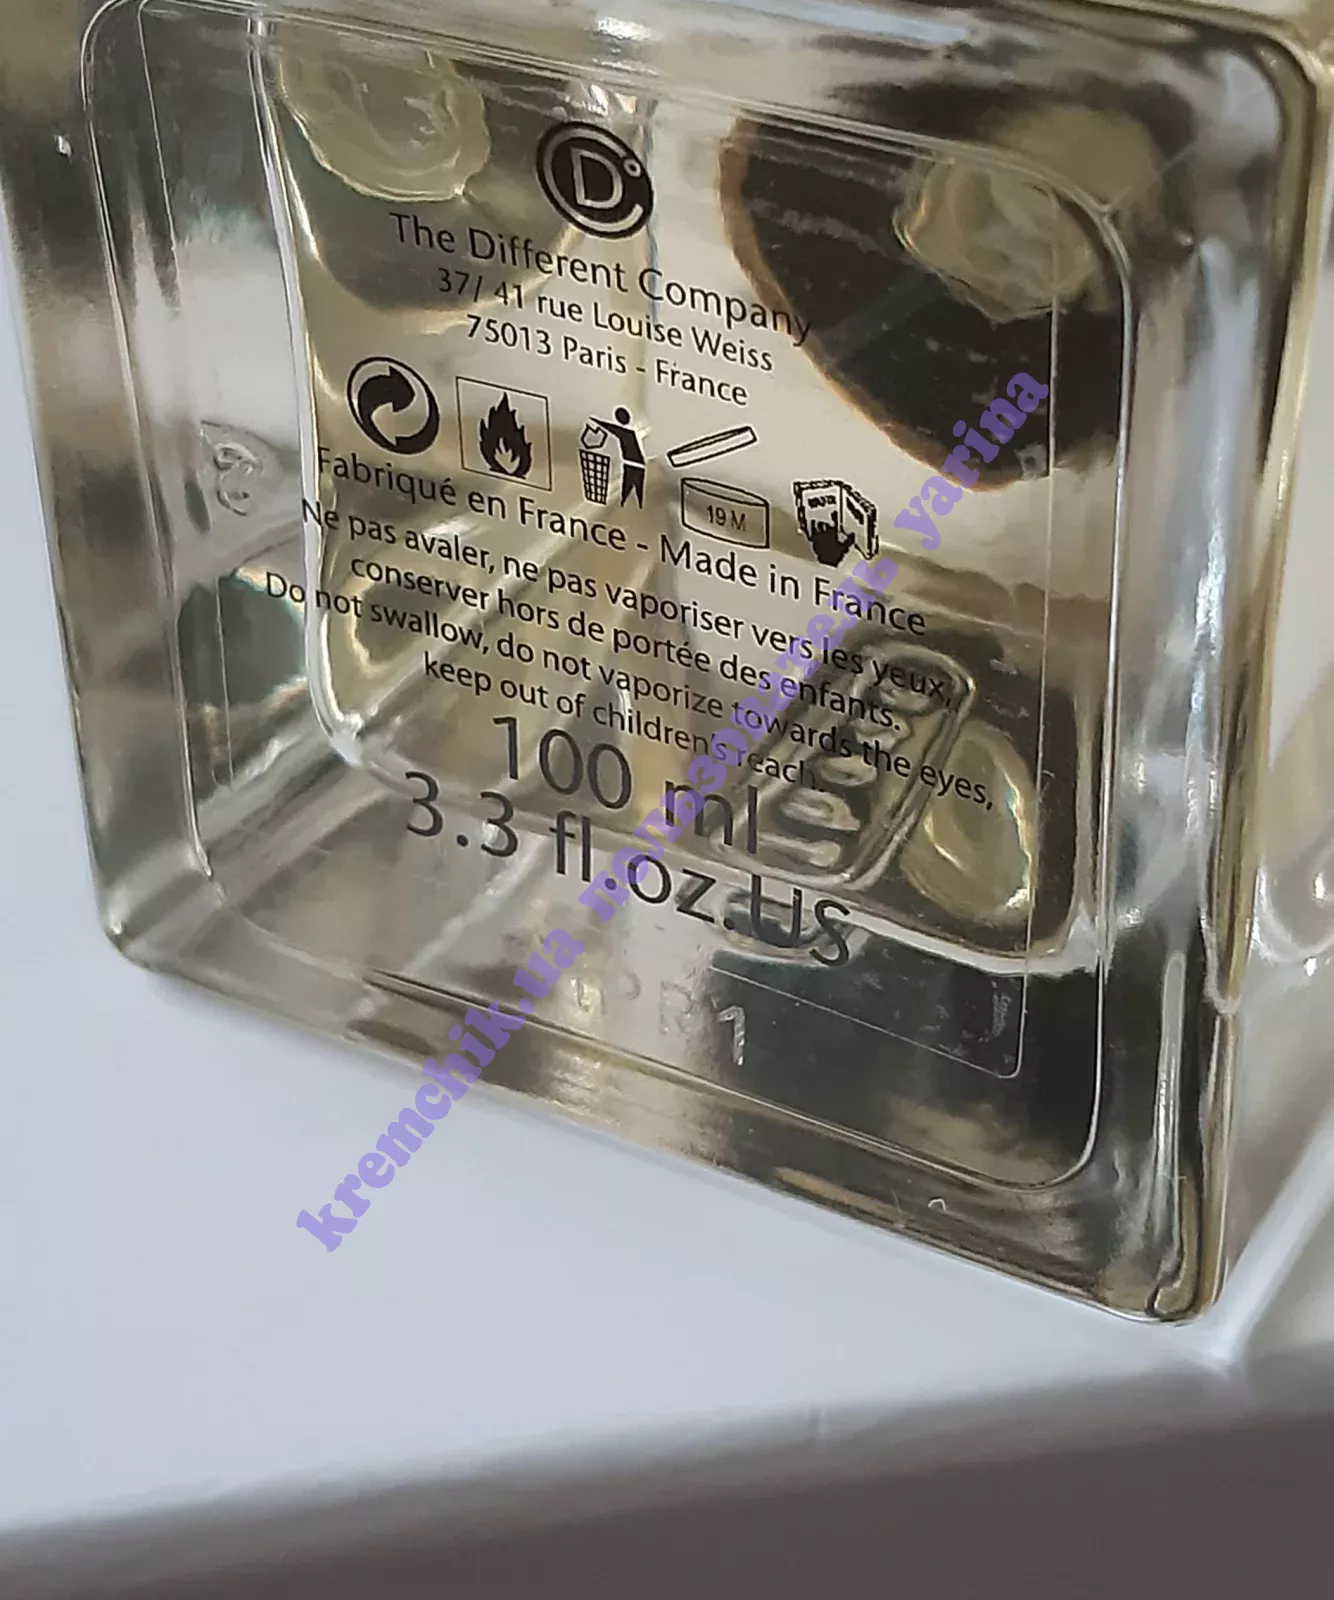 D
The Different Company
37/ 41 rue Louise Weiss
75013 Paris - France
19 M
Fabriqué en France - Made in France
Ne pas avaler, ne pas vaporiser vers les yeux,
conserver hors de portée des enfants.
Do not swallow, do not vaporize towards the eyes,
keep out of children's reach.
100 ml
3.3 fl.oz.US
kremchik.ua пользователь yarina